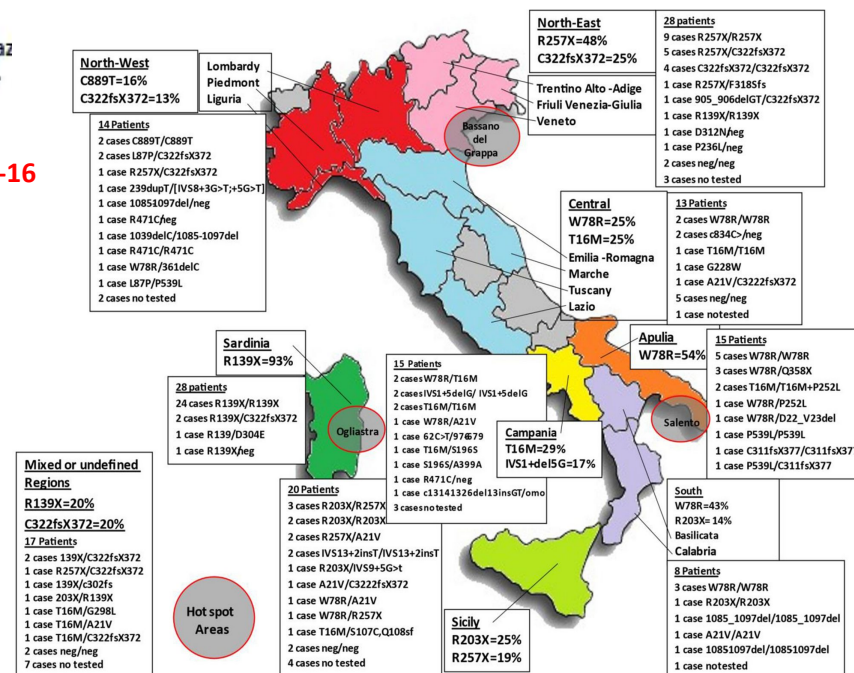 az
-16
North-West
C889T=16%
C322fsX372=13%
Lombardy
Piedmont
Liguria
14 Patients
2 cases C889T/C889T
2 cases L87P/C322fsX372
1 case R257X/C322fsX372
1 case 239dupT/[IVS8+3G>T;+5G>T]
1 case 10851097del/neg
1 case R471C/neg
1 case 1039delC/1085-1097del
1 case R471C/R471C
1 case W78R/361delC
1 case L87P/P539L
2 cases no tested
North-East
R257X=48%
C322fsX372=25%
Trentino Alto -Adige
Friuli Venezia-Giulia
Veneto
Bassano
del
Grappa
28 patients
9 cases R257X/R257X
5 cases R257X/C322fsX372
4 cases C322fsX372/C322fsX372
1 case R257X/F318Sfs
1 case 905_906delGT/C322fsX372
1 case R139X/R139X
1 case D312N/neg
1 case P236L/neg
2 cases neg/neg
3 cases no tested
Central
W78R=25%
T16M=25%
Emilia -Romagna
Marche
Tuscany
Lazio
13 Patients
2 cases W78R/W78R
2 cases c834C>/neg
1 case T16M/T16M
1 case G228W
1 case A21V/C3222fsX372
5 cases neg/neg
1 case notested
Sardinia
R139X=93%
28 patients
24 cases R139X/R139X
2 cases R139X/C322fsX372
1 case R139/D304E
1 case R139X/neg
Ogliastra
15 Patients
2 cases W78R/T16M
2 cases IVS1+5delG/ IVS1+5delG
2 cases T16M/T16M
1 case W78R/A21V
1 case 62C>T/976679
1 case T16M/S196S
1 case S196S/A399A
1 case R471C/neg
1 case c13141326del13insGT/omo
3 cases no tested
Campania
T16M=29%
IVS1+del5G=17%
Apulia
W78R=54%
15 Patients
5 cases W78R/W78R
3 cases W78R/Q358X
2 cases T16M/T16M+P252L
1 case W78R/P252L
1 case W78R/D22_V23del
1 case P539L/P539L
1 case C311fsX377/C311fsX377
1 case P539L/C311fsX377
Salento
Mixed or undefined
Regions
R139X=20%
C322fsX372=20%
17 Patients
2 cases 139X/C322fsX372
1 case R257X/C322fsX372
1 case 139X/c302fs
1 case 203X/R139X
1 case T16M/G298L
1 case T16M/A21V
1 case T16M/C322fsX372
2 cases neg/neg
7 cases no tested
Hot spot
Areas
20 Patients
3 cases R203X/R257X
2 cases R203X/R203X
2 cases R257X/A21V
2 cases IVS13+2insT/IVS13+2insT
1 case R203X/IVS9+5G>t
1 case A21V/C3222fsX372
1 case W78R/A21V
1 case W78R/R257X
1 case T16M/S107C,Q108sf
2 cases neg/neg
4 cases no tested
Sicily
R203X=25%
R257X=19%
South
W78R=43%
R203X= 14%
Basilicata
Calabria
8 Patients
3 cases W78R/W78R
1 case R203X/R203X
1 case 1085_1097del/1085_1097del
1 case A21V/A21V
1 case 10851097del/10851097del
1 case notested